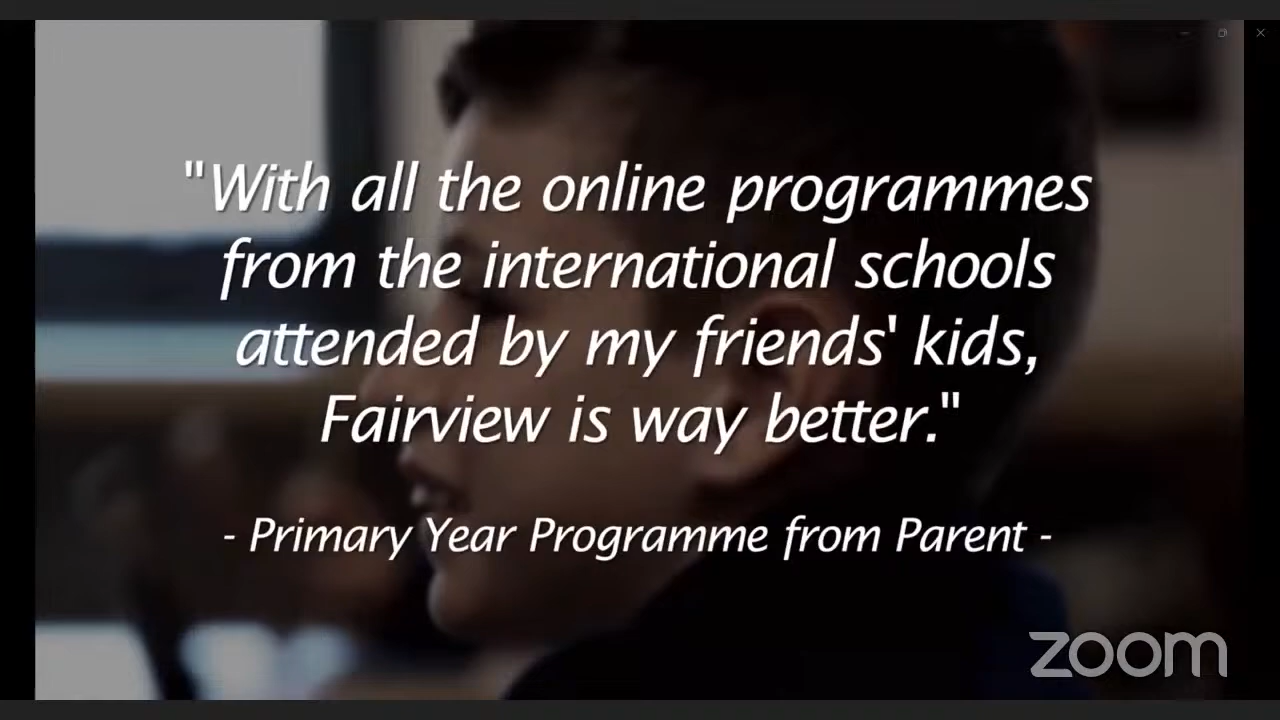 "With all the online programmes
from the international schools
attended by my friends' kids,
Fairview is way better."
- Primary Year Programme from Parent -
zoom